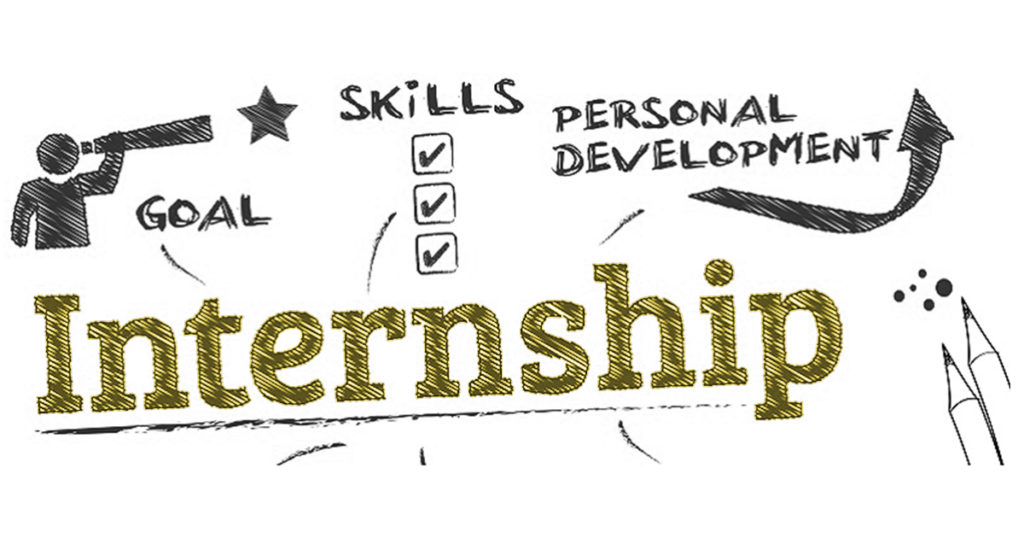 GOAL
SKiLLS
PERSONAL
DEVELOPMENT
Internship